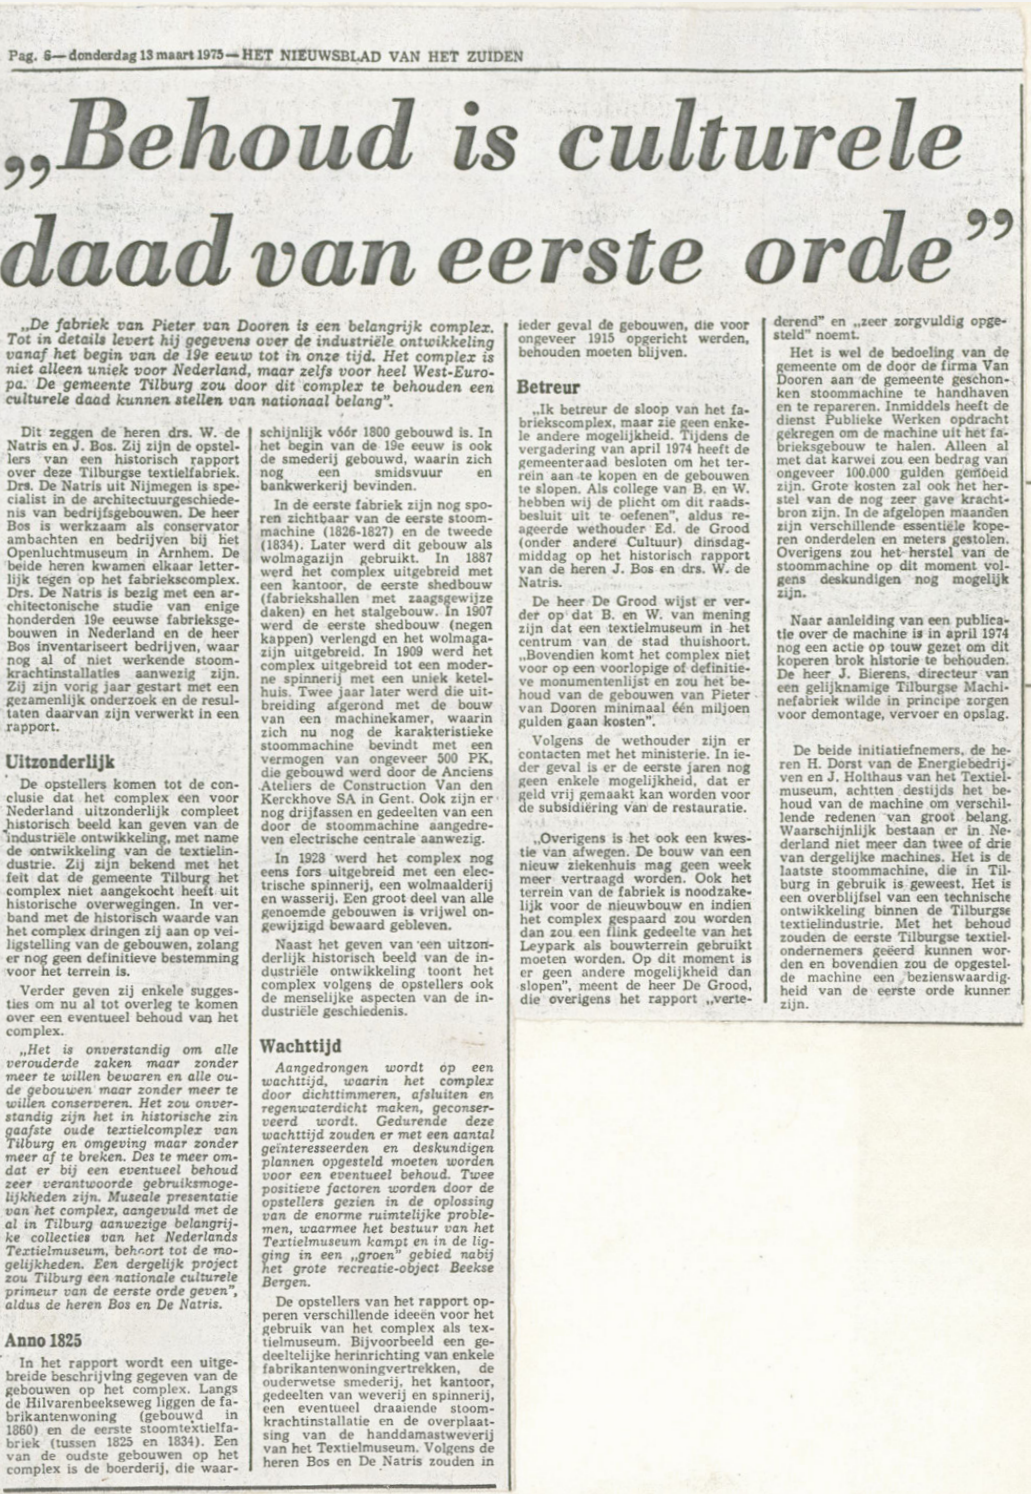 Pag. 6—donderdag 13 maart 1975—HET NIEUWSBLAD VAN HET ZUIDEN
„Behoud is culturele
daad van eerste orde”
„De fabriek van Pieter van Dooren is een belangrijk complex.
Tot in details levert hij gegevens over de industriële ontwikkeling
vanaf het begin van de 19e eeuw tot in onze tijd. Het complex is
niet alleen uniek voor Nederland, maar zelfs voor heel West-Euro-
pa. De gemeente Tilburg zou door dit complex te behouden een
culturele daad kunnen stellen van nationaal belang”.
Dit zeggen de heren drs. W. de
Natris en J. Bos. Zij zijn de opstel-
lers van een historisch rapport
over deze Tilburgse textielfabriek.
Drs. De Natris uit Nijmegen is spe-
cialist in de architectuurgeschiede-
nis van bedrijfsgebouwen. De heer
Bos is werkzaam als conservator
ambachten en bedrijven bij het
Openluchtmuseum in Arnhem. De
beide heren kwamen elkaar letter-
lijk tegen op het fabriekscomplex.
Drs. De Natris is bezig met een ar-
chitectonische studie van enige
honderden 19e eeuwse fabrieksge-
bouwen in Nederland en de heer
Bos inventariseert bedrijven, waar
nog al of niet werkende stoom-
krachtinstallaties aanwezig zijn.
Zij zijn vorig jaar gestart met een
gezamenlijk onderzoek en de resul-
taten daarvan zijn verwerkt in een
rapport.
Uitzonderlijk
De opstellers komen tot de con-
clusie dat het complex een voor
Nederland uitzonderlijk compleet
historisch beeld kan geven van de
industriële ontwikkeling, met name
de ontwikkeling van de textielin-
dustrie. Zij zijn bekend met het
feit dat de gemeente Tilburg het
complex niet aangekocht heeft uit
historische overwegingen. In ver-
band met de historisch waarde van
het complex dringen zij aan op vei-
ligstelling van de gebouwen, zolang
er nog geen definitieve bestemming
voor het terrein is.
Verder geven zij enkele sugges-
ties om nu al tot overleg te komen
over een eventueel behoud van het
complex.
„Het is onverstandig om alle
verouderde zaken maar zonder
meer te willen bewaren en alle ou-
de gebouwen maar zonder meer te
willen conserveren. Het zou onver-
standig zijn het in historische zin
gaafste oude textielcomplex van
Tilburg en omgeving maar zonder
meer af te breken. Des te meer om-
dat er bij een eventueel behoud
zeer verantwoorde gebruiksmoge-
lijkheden zijn. Museale presentatie
van het complex, aangevuld met de
al in Tilburg aanwezige belangrij-
ke collecties van het Nederlands
Textielmuseum, behoort tot de mo-
gelijkheden. Een dergelijk project
zou Tilburg een nationale culturele
primeur van de eerste orde geven”,
aldus de heren Bos en De Natris.
Anno 1825
In het rapport wordt een uitge-
breide beschrijving gegeven van de
gebouwen op het complex. Langs
de Hilvarenbeekseweg liggen de fa-
brikantenwoning (gebouwd in
1860) en de eerste stoomtextielfa-
briek (tussen 1825 en 1834). Een
van de oudste gebouwen op het
complex is de boerderij, die waar-
schijnlijk vóór 1800 gebouwd is. In
het begin van de 19e eeuw is ook
de smederij gebouwd, waarin zich
nog een smidsvuur en
bankwerkerij bevinden.
In de eerste fabriek zijn nog spo-
ren zichtbaar van de eerste stoom-
machine (1826-1827) en de tweede
(1834). Later werd dit gebouw als
wolmagazijn gebruikt. In 1887
werd het complex uitgebreid met
een kantoor, de eerste shedbouw
(fabriekshallen met zaagsgewijze
daken) en het stalgebouw. In 1907
werd de eerste shedbouw (negen
kappen) verlengd en het wolmaga-
zijn uitgebreid. In 1909 werd het
complex uitgebreid tot een moder-
ne spinnerij met een uniek ketel-
huis. Twee jaar later werd die uit-
breiding afgerond met de bouw
van een machinekamer, waarin
zich nu nog de karakteristieke
stoommachine bevindt met een
vermogen van ongeveer 500 PK,
die gebouwd werd door de Anciens
Ateliers de Construction Van den
Kerckhove SA in Gent. Ook zijn er
nog drijfassen en gedeelten van een
door de stoommachine aangedre-
ven electrische centrale aanwezig.
In 1928 werd het complex nog
eens fors uitgebreid met een elec-
trische spinnerij, een wolmaalderij
en wasserij. Een groot deel van alle
genoemde gebouwen is vrijwel on-
gewijzigd bewaard gebleven.
Naast het geven van een uitzon-
derlijk historisch beeld van de in-
dustriële ontwikkeling toont het
complex volgens de opstellers ook
de menselijke aspecten van de in-
dustriële geschiedenis.
Wachttijd
Aangedrongen wordt op een
wachttijd, waarin het complex
door dichttimmeren, afsluiten en
regenwaterdicht maken, geconser-
veerd wordt. Gedurende deze
wachttijd zouden er met een aantal
geïnteresseerden en deskundigen
plannen opgesteld moeten worden
voor een eventueel behoud. Twee
positieve factoren worden door de
opstellers gezien in de oplossing
van de enorme ruimtelijke proble-
men, waarmee het bestuur van het
Textielmuseum kampt en in de lig-
ging in een „groen” gebied nabij
het grote recreatie-object Beekse
Bergen.
De opstellers van het rapport op-
peren verschillende ideeën voor het
gebruik van het complex als tex-
tielmuseum. Bijvoorbeeld een ge-
deeltelijke herinrichting van enkele
fabrikantenwoningvertrekken, de
ouderwetse smederij, het kantoor,
gedeelten van weverij en spinnerij,
een eventueel draaiende stoom-
krachtinstallatie en de overplaat-
sing van de handdamastweverij
van het Textielmuseum. Volgens de
heren Bos en De Natris zouden in
ieder geval de gebouwen, die voor
ongeveer 1915 opgericht werden,
behouden moeten blijven.
Betreur
„Ik betreur de sloop van het fa-
briekscomplex, maar zie geen enke-
le andere mogelijkheid. Tijdens de
vergadering van april 1974 heeft de
gemeenteraad besloten om het ter-
rein aan te kopen en de gebouwen
te slopen. Als college van B. en W.
hebben wij de plicht om dit raads-
besluit uit te oefenen”, aldus re-
ageerde wethouder Ed. de Grood
(onder andere Cultuur) dinsdag-
middag op het historisch rapport
van de heren J. Bos en drs. W. de
Natris.
De heer De Grood wijst er ver-
der op dat B. en W. van mening
zijn dat een textielmuseum in het
centrum van de stad thuishoort.
„Bovendien komt het complex niet
voor op een voorlopige of definitie-
ve monumentenlijst en zou het be-
houd van de gebouwen van Pieter
van Dooren minimaal één miljoen
gulden gaan kosten”.
Volgens de wethouder zijn er
contacten met het ministerie. In ie-
der geval is er de eerste jaren nog
geen enkele mogelijkheid, dat er
geld vrij gemaakt kan worden voor
de subsidiëring van de restauratie.
„Overigens is het ook een kwes-
tie van afwegen. De bouw van een
nieuw ziekenhuis mag geen week
meer vertraagd worden. Ook het
terrein van de fabriek is noodzake-
lijk voor de nieuwbouw en indien
het complex gespaard zou worden
dan zou een flink gedeelte van het
Leypark als bouwterrein gebruikt
moeten worden. Op dit moment is
er geen andere mogelijkheid dan
slopen”, meent de heer De Grood,
die overigens het rapport „verte-
derend” en „zeer zorgvuldig opge-
steld” noemt.
Het is wel de bedoeling van de
gemeente om de door de firma Van
Dooren aan de gemeente geschon-
ken stoommachine te handhaven
en te repareren. Inmiddels heeft de
dienst Publieke Werken opdracht
gekregen om de machine uit het fa-
brieksgebouw te halen. Alleen al
met dat karwei zou een bedrag van
ongeveer 100.000 gulden gemoeid
zijn. Grote kosten zal ook het her-
stel van de nog zeer gave kracht-
bron zijn. In de afgelopen maanden
zijn verschillende essentiële kope-
ren onderdelen en meters gestolen.
Overigens zou het herstel van de
stoommachine op dit moment vol-
gens deskundigen nog mogelijk
zijn.
Naar aanleiding van een publica-
tie over de machine is in april 1974
nog een actie op touw gezet om dit
koperen brok historie te behouden.
De heer J. Bierens, directeur van
een gelijknamige Tilburgse Machi-
nefabriek wilde in principe zorgen
voor demontage, vervoer en opslag.
De beide initiatiefnemers, de he-
ren H. Dorst van de Energiebedrij-
ven en J. Holthaus van het Textiel-
museum, achtten destijds het be-
houd van de machine om verschil-
lende redenen van groot belang.
Waarschijnlijk bestaan er in Ne-
derland niet meer dan twee of drie
van dergelijke machines. Het is de
laatste stoommachine, die in Til-
burg in gebruik is geweest. Het is
een overblijfsel van een technische
ontwikkeling binnen de Tilburgse
textielindustrie. Met het behoud
zouden de eerste Tilburgse textiel-
ondernemers geëerd kunnen wor-
den en bovendien zou de opgestel-
de machine een bezienswaardig-
heid van de eerste orde kunnen
zijn.